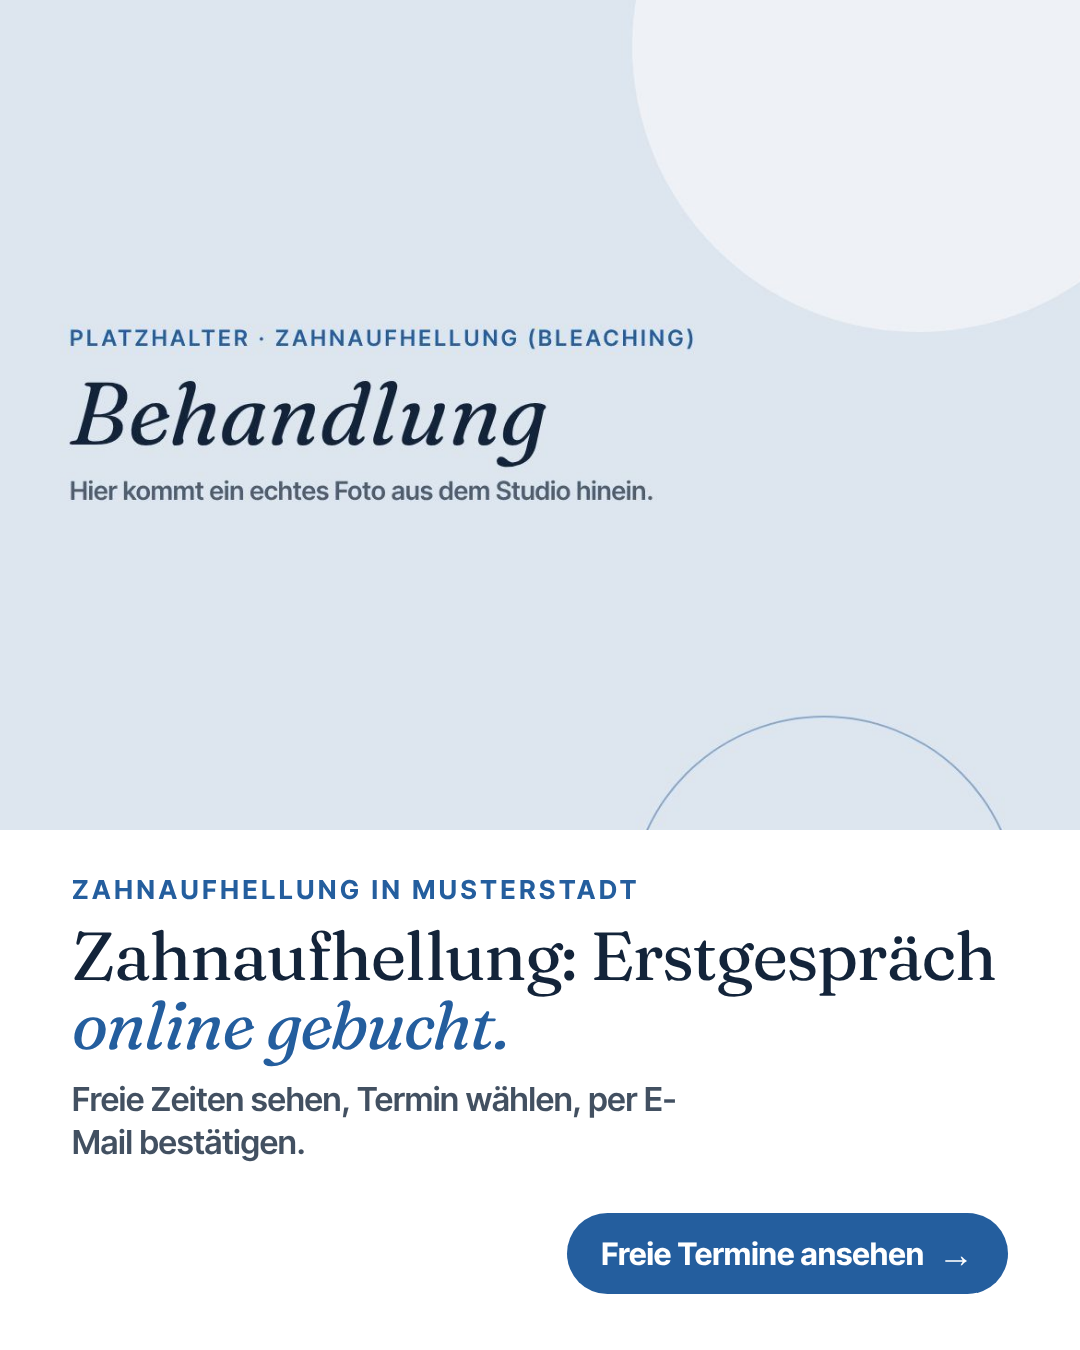 PLATZHALTER · ZAHNAUFHELLUNG (BLEACHING)
Behandlung
Hier kommt ein echtes Foto aus dem Studio hinein.
ZAHNAUFHELLUNG IN MUSTERSTADT
Zahnaufhellung: Erstgespräch
online gebucht.
Freie Zeiten sehen, Termin wählen, per E-
Mail bestätigen.
Freie Termine ansehen →